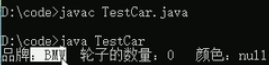 D:\code>javac TestCar.java
D:\code>java TestCar
品牌：BMW 轮子的数量：0 颜色：null